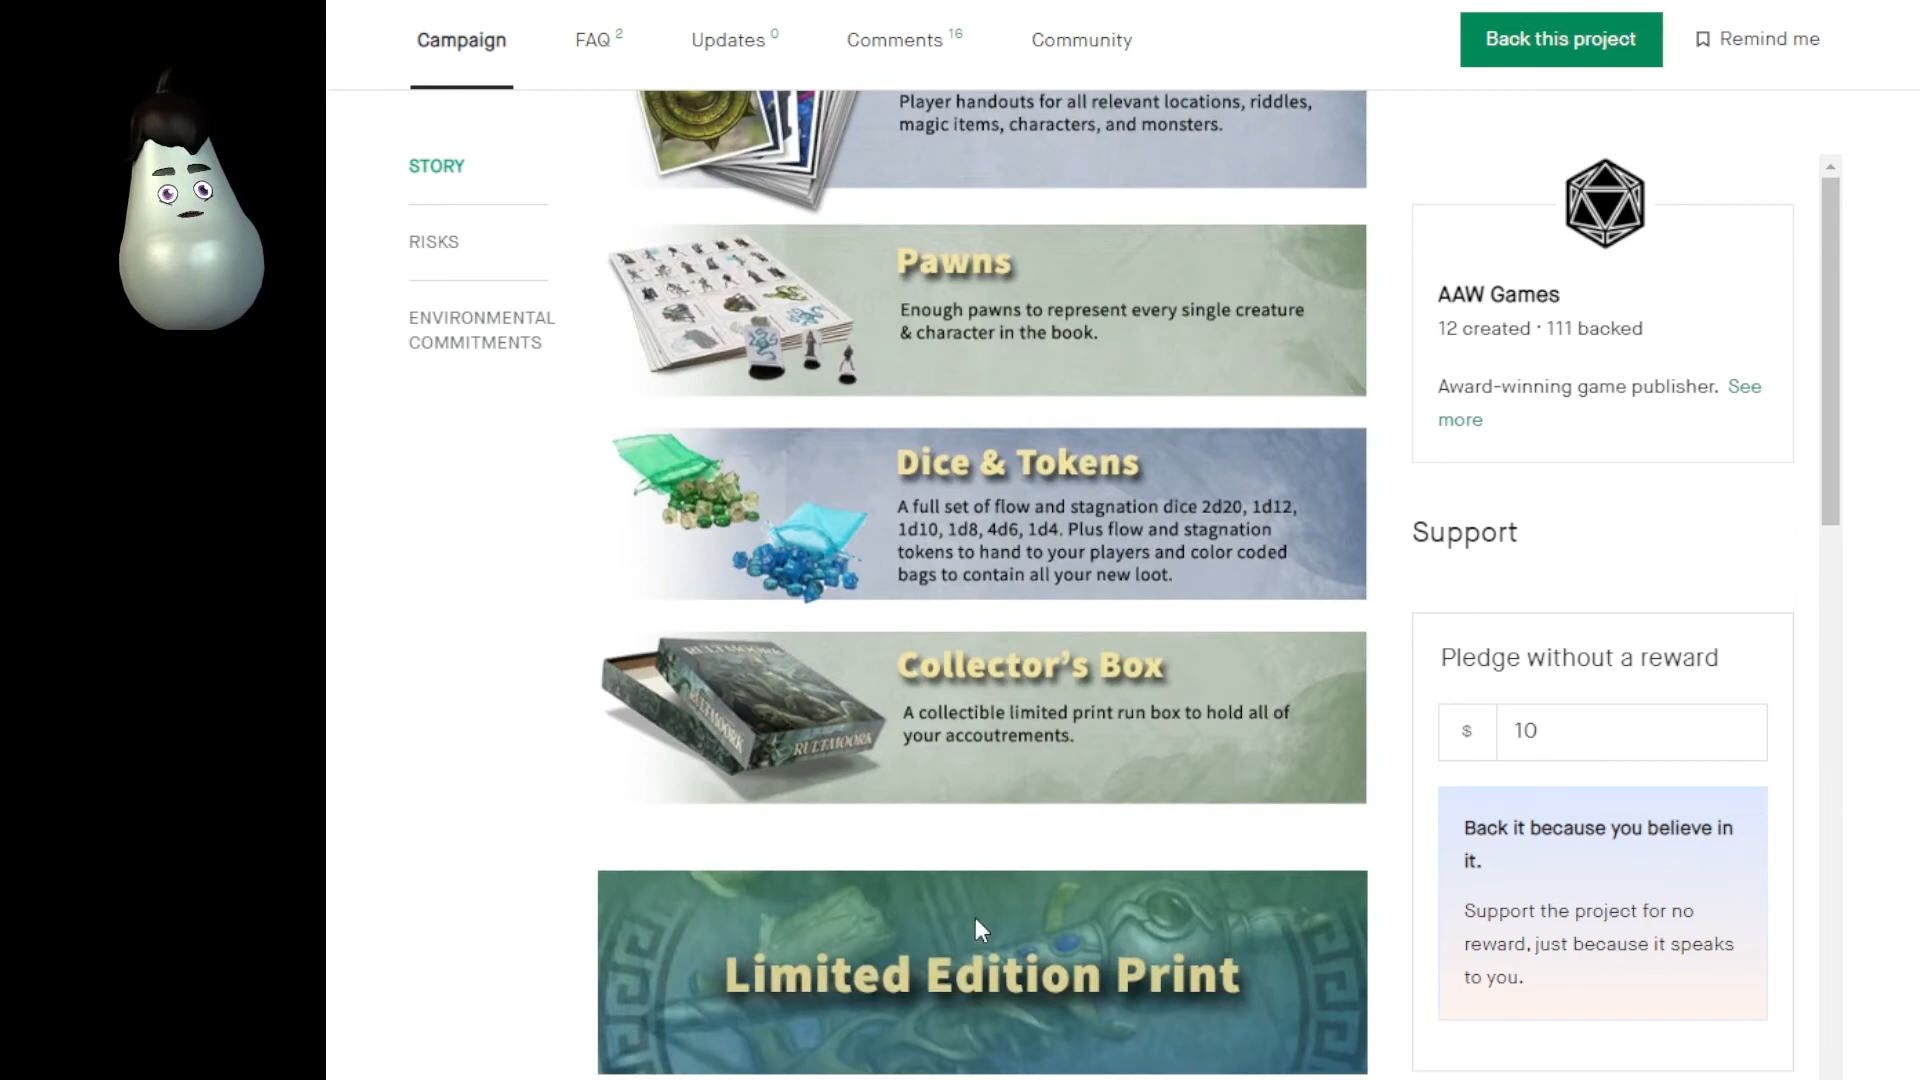 Campaign
FAQ 2
Updates 0
Comments 16
Community
Back this project
Remind me
STORY
RISKS
ENVIRONMENTAL
COMMITMENTS
Player handouts for all relevant locations, riddles,
magic items, characters, and monsters.
Pawns
Enough pawns to represent every single creature
& character in the book.
Dice & Tokens
A full set of flow and stagnation dice 2d20, 1d12,
1d10, 1d8, 4d6, 1d4. Plus flow and stagnation
tokens to hand to your players and color coded
bags to contain all your new loot.
RULTMOORK
RULTMOORK
RULTMOORK
Collector's Box
A collectible limited print run box to hold all of
your accoutrements.
Limited Edition Print
AAW Games
12 created · 111 backed
Award-winning game publisher. See
more
Support
Pledge without a reward
$ 10
Back it because you believe in
it.
Support the project for no
reward, just because it speaks
to you.